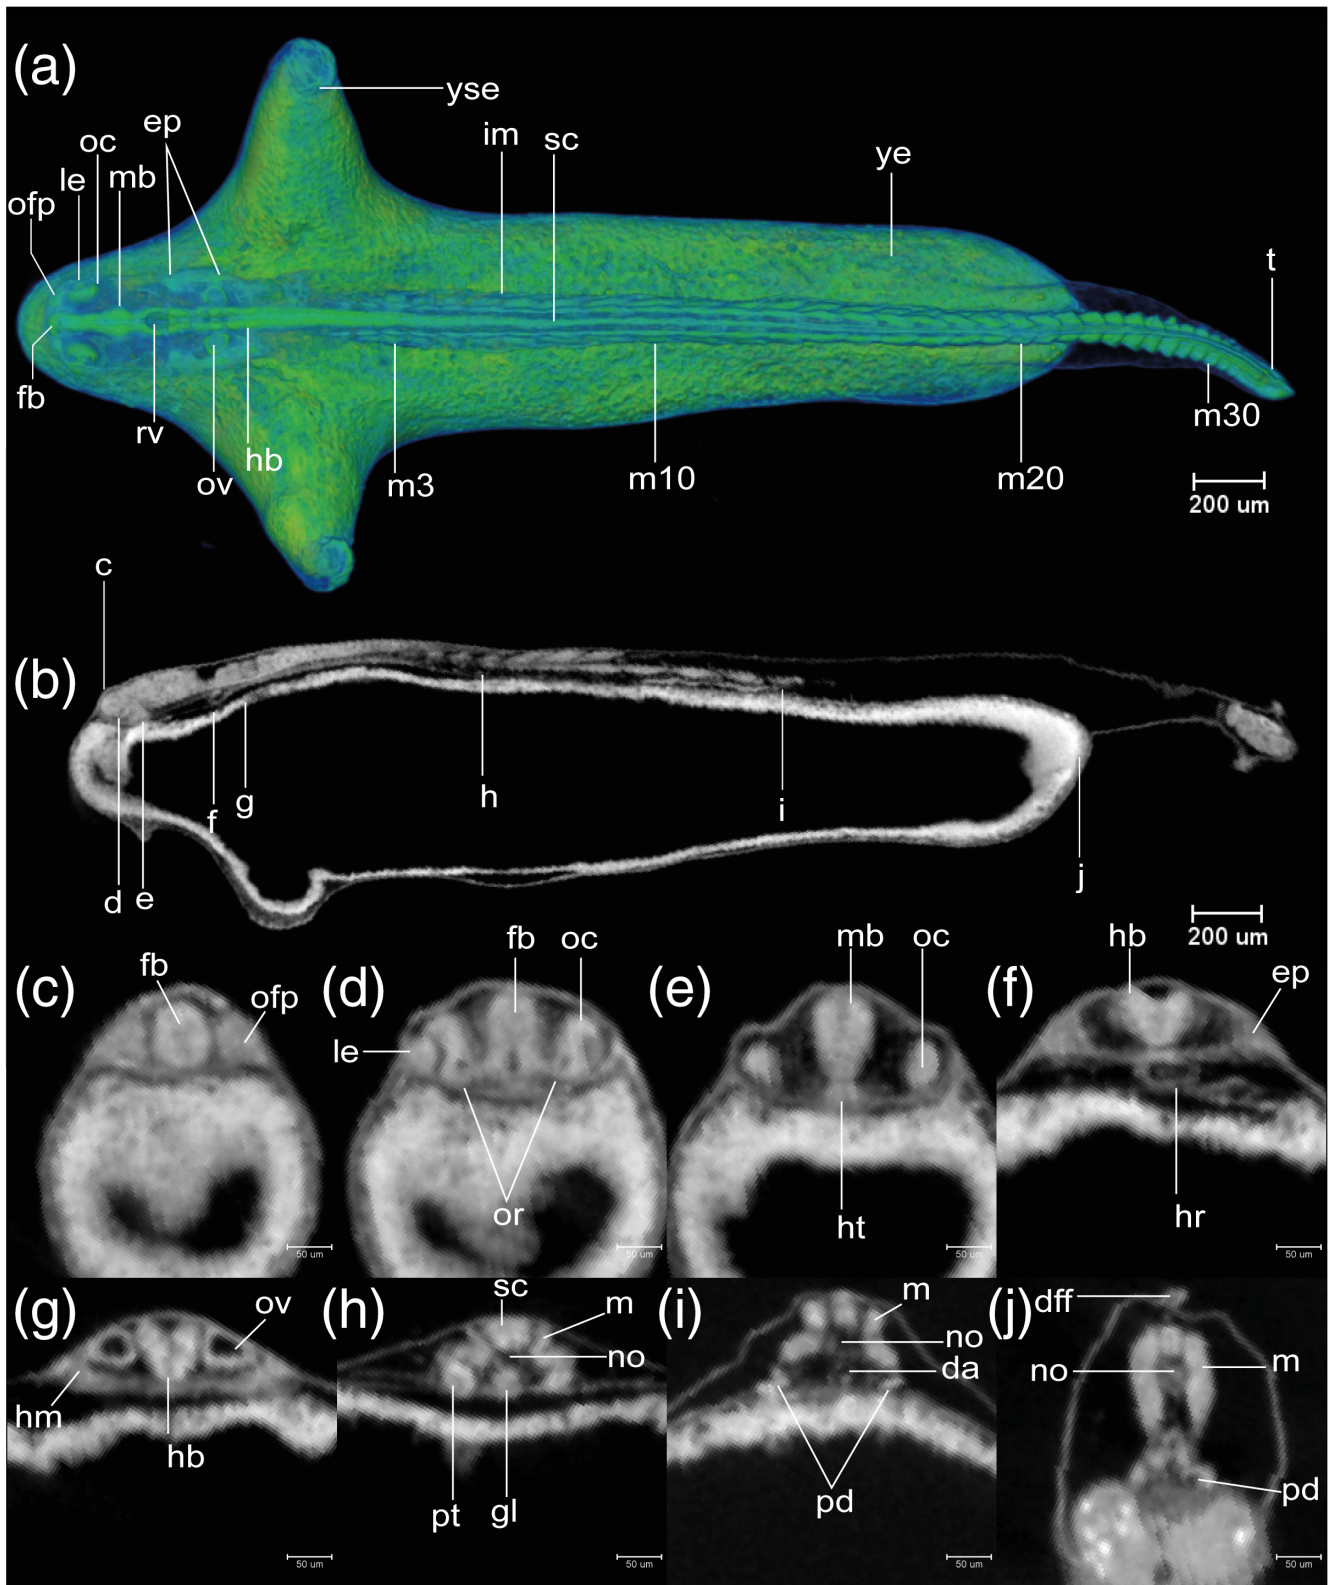 (a)
yse
ep
im
sc
oc
ye
mb
le
ofp
t
fb
rv
hb
ov
m3
m10
m20
m30
200 um
c
(b)
f
g
h
i
j
d
e
200 um
(c)
fb
ofp
50 um
(d)
fb
oc
le
or
50 um
(e)
mb
oc
ht
50 um
(f)
hb
ep
hr
50 um
(g)
ov
hm
hb
50 um
(h)
sc
m
no
pt
gl
50 um
(i)
m
no
da
pd
50 um
(j)
dff
no
m
pd
50 um